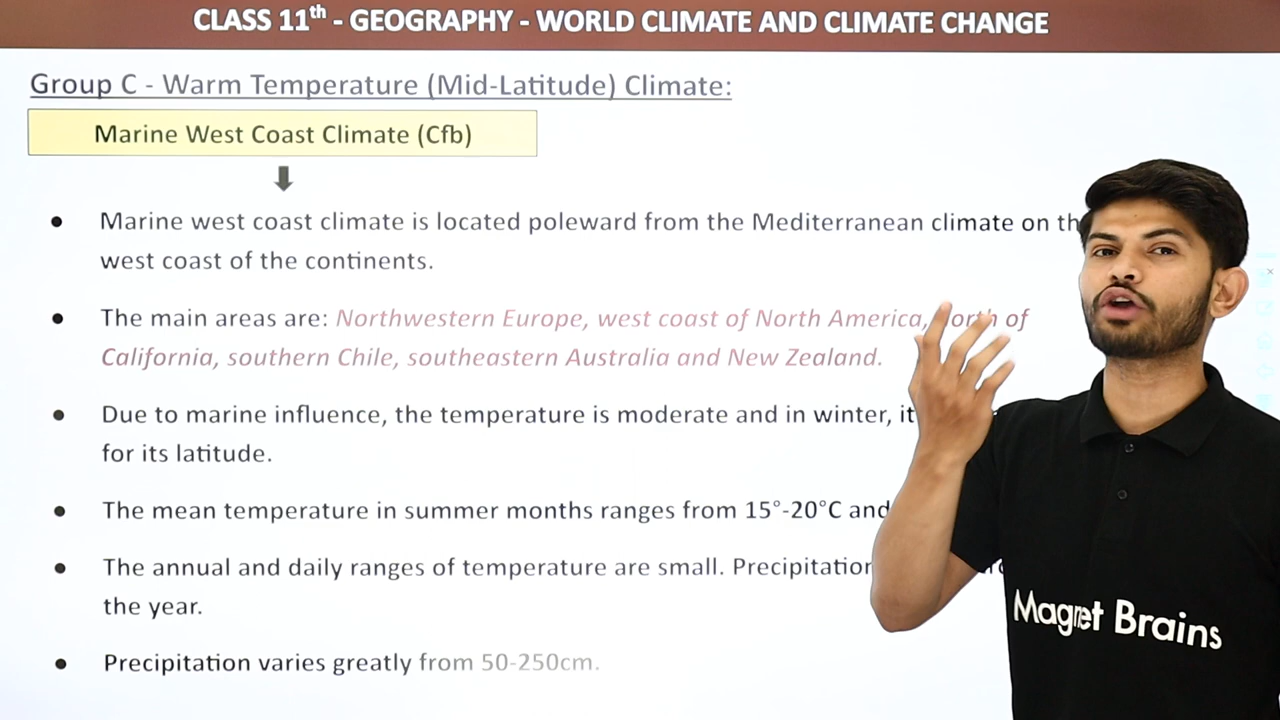 CLASS 11th - GEOGRAPHY - WORLD CLIMATE AND CLIMATE CHANGE
Group C - Warm Temperature (Mid-Latitude) Climate:
Marine West Coast Climate (Cfb)
● Marine west coast climate is located poleward from the Mediterranean climate on
west coast of the continents.
● The main areas are: Northwestern Europe, west coast of North America, of
California, southern Chile, southeastern Australia and New Zealand.
● Due to marine influence, the temperature is moderate and in winter, it
for its latitude.
● The mean temperature in summer months ranges from 15°-20°C and
● The annual and daily ranges of temperature are small.
the year.
● Precipitation varies greatly from 50-250cm.
Magnet Brains